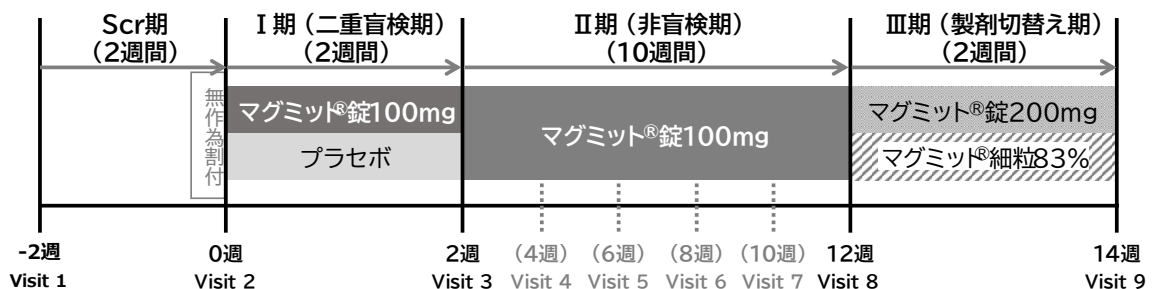 Scr期
(2週間)
Ⅰ期(二重盲検期)
(2週間)
Ⅱ期(非盲検期)
(10週間)
Ⅲ期(製剤切替え期)
(2週間)
無作為割付
マグミット®錠100mg
プラセボ
マグミット®錠100mg
マグミット®錠200mg
マグミット®細粒83%
-2週
0週
2週
(4週)
(6週)
(8週)
(10週)
12週
14週
Visit 1
Visit 2
Visit 3
Visit 4
Visit 5
Visit 6
Visit 7
Visit 8
Visit 9